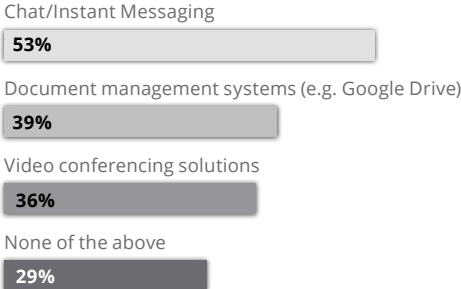 Chat/Instant Messaging
53%
Document management systems (e.g. Google Drive)
39%
Video conferencing solutions
36%
None of the above
29%